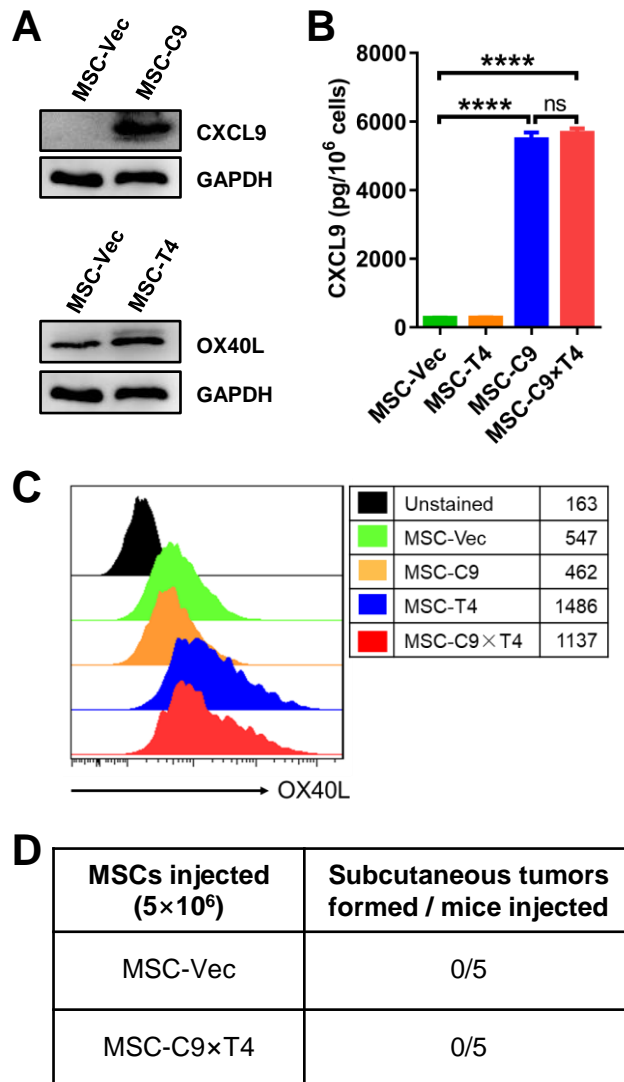 A
MSC-Vec
MSC-C9
CXCL9
GAPDH
MSC-Vec
MSC-T4
OX40L
GAPDH
B
CXCL9 (pg/10⁶ cells)
8000
6000
4000
2000
0
****
**** ns
MSC-Vec
MSC-T4
MSC-C9
MSC-C9×T4
C
Unstained 163
MSC-Vec 547
MSC-C9 462
MSC-T4 1486
MSC-C9×T4 1137
OX40L
D
MSCs injected Subcutaneous tumors
(5×10⁶) formed / mice injected
MSC-Vec 0/5
MSC-C9×T4 0/5